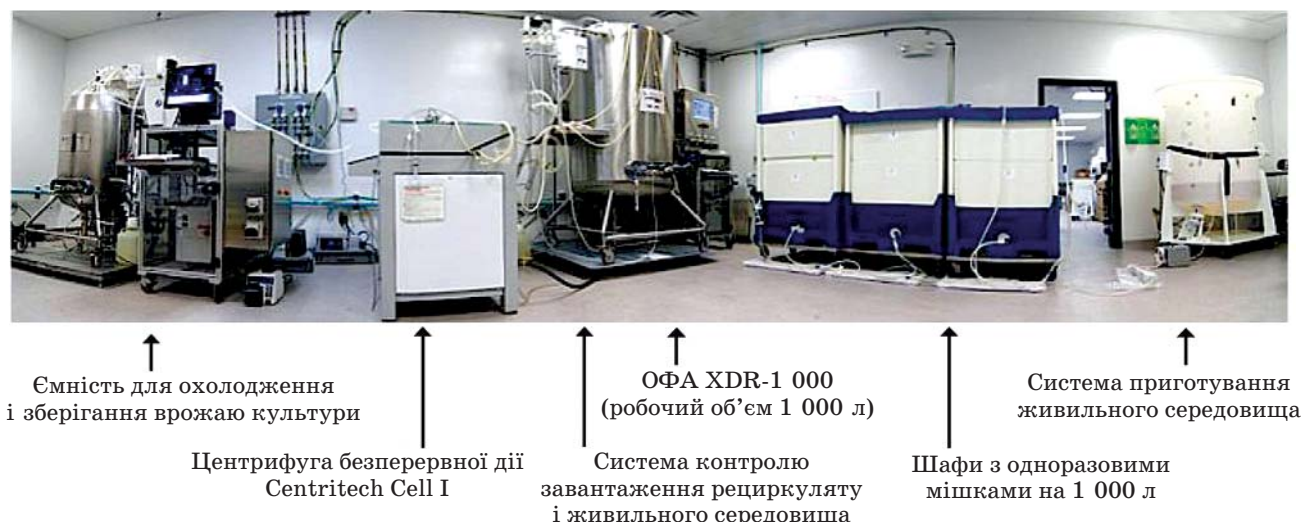 Ємність для охолодження
і зберігання врожаю культури
Центрифуга безперервної дії
Centritech Cell I
Система контролю
завантаження рециркуляту
і живильного середовища
ОФА XDR-1 000
(робочий об’єм 1 000 л)
Шафи з одноразовими
мішками на 1 000 л
Система приготування
живильного середовища